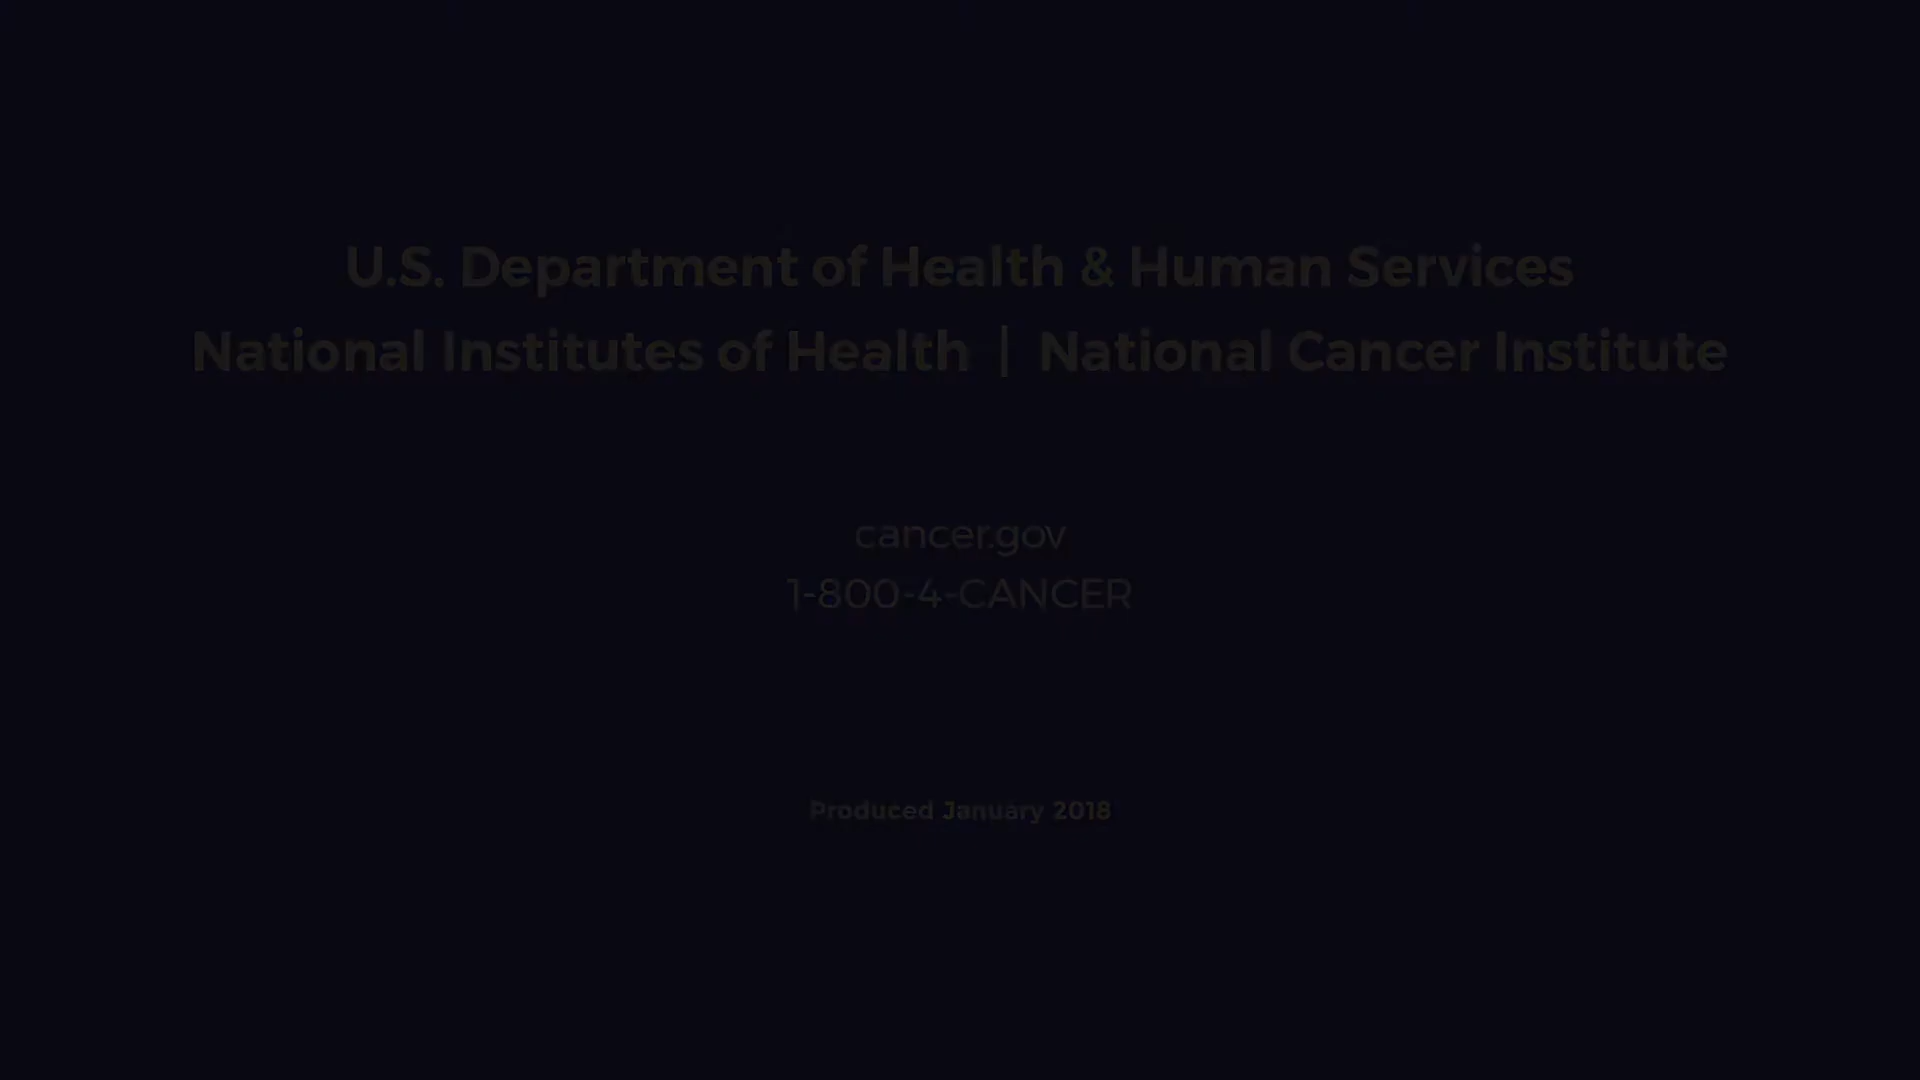 U.S. Department of Health & Human Services
National Institutes of Health | National Cancer Institute
cancer.gov
1-800-4-CANCER
Produced January 2018